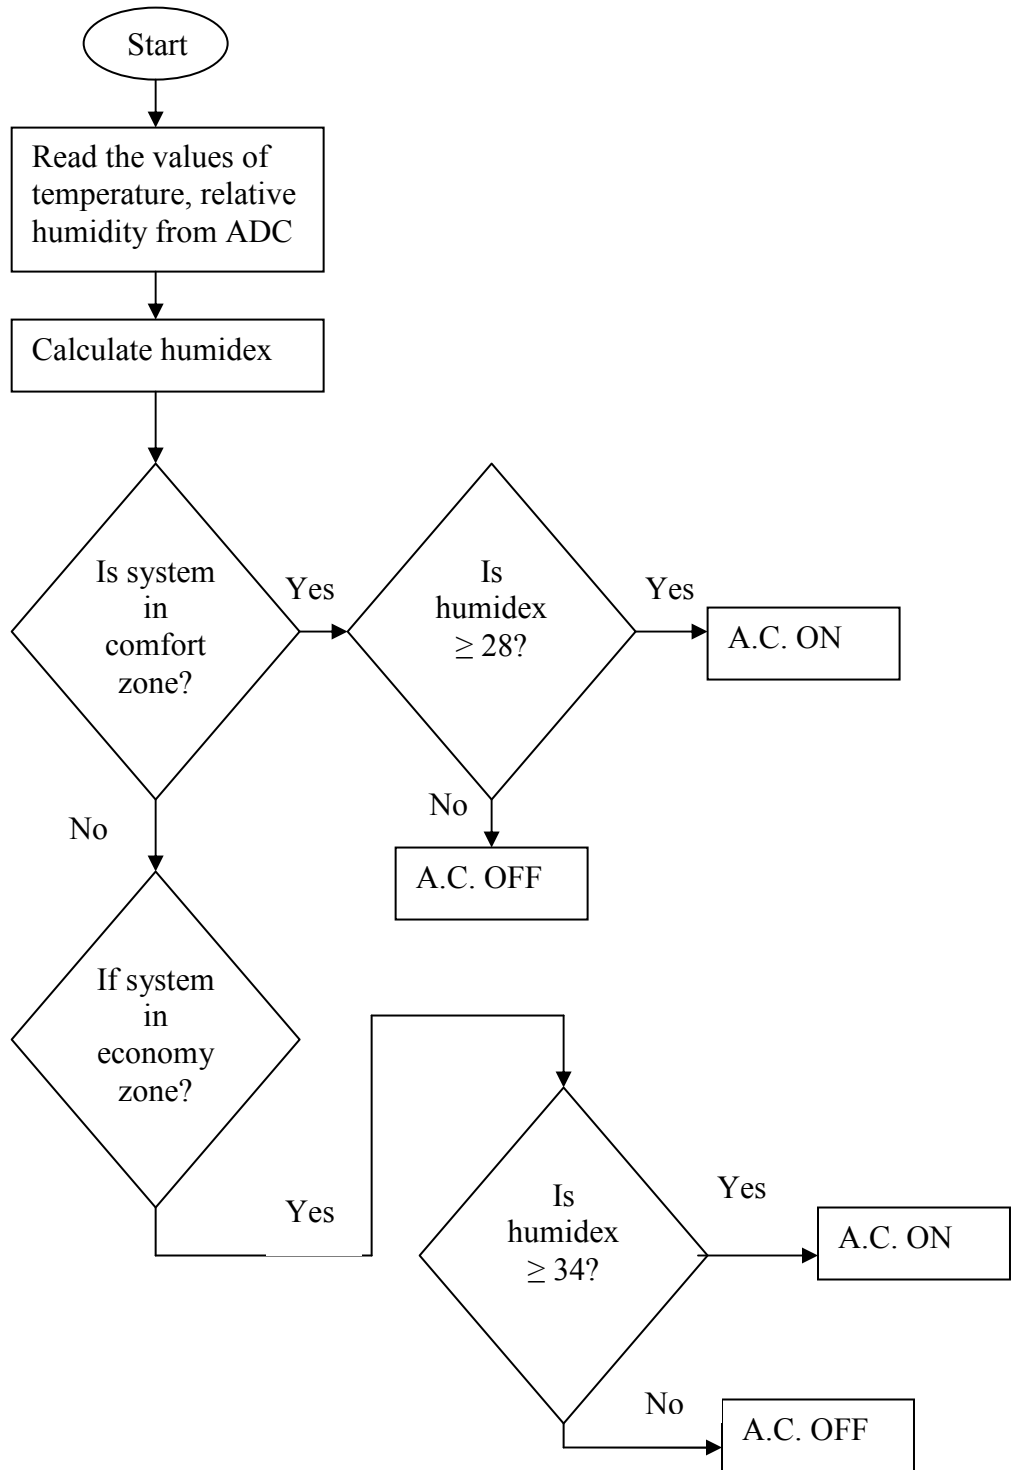 Start
Read the values of
temperature, relative
humidity from ADC
Calculate humidex
Is system
in
comfort
zone?
Yes
Is
humidex
≥ 28?
Yes
A.C. ON
No
A.C. OFF
No
If system
in
economy
zone?
Yes
Is
humidex
≥ 34?
Yes
A.C. ON
No
A.C. OFF